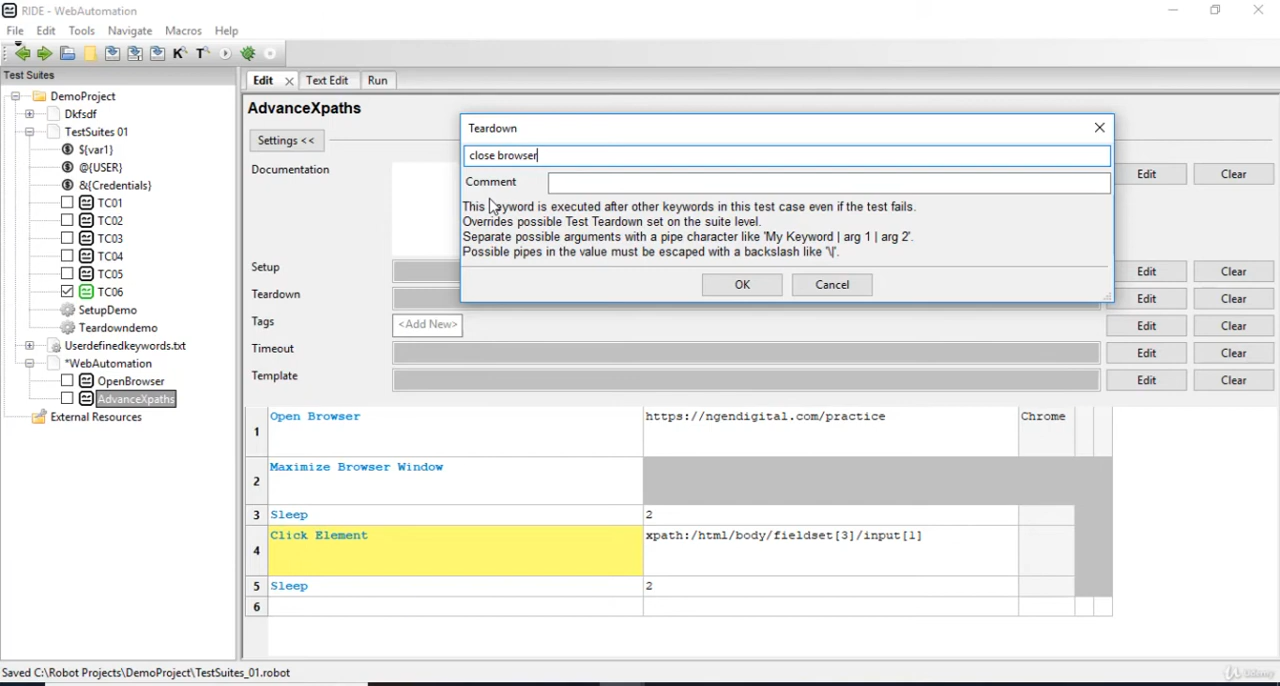 RIDE - WebAutomation
File Edit Tools Navigate Macros Help
Test Suites
DemoProject
Dkfsdf
TestSuites 01
${var1}
@{USER}
&{Credentials}
TC01
TC02
TC03
TC04
TC05
TC06
SetupDemo
Teardowndemo
Userdefinedkeywords.txt
*WebAutomation
OpenBrowser
AdvanceXpaths
External Resources
Edit Text Edit Run
AdvanceXpaths
Settings <<
Documentation Edit Clear
Setup Edit Clear
Teardown Edit Clear
Tags <Add New> Edit Clear
Timeout Edit Clear
Template Edit Clear
Teardown
close browser
Comment
This keyword is executed after other keywords in this test case even if the test fails.
Overrides possible Test Teardown set on the suite level.
Separate possible arguments with a pipe character like 'My Keyword | arg 1 | arg 2'.
Possible pipes in the value must be escaped with a backslash like '\|'.
OK Cancel
1 Open Browser https://ngendigital.com/practice Chrome
2 Maximize Browser Window
3 Sleep 2
4 Click Element xpath:/html/body/fieldset[3]/input[1]
5 Sleep 2
6
Saved C:\Robot Projects\DemoProject\TestSuites_01.robot
Udemy